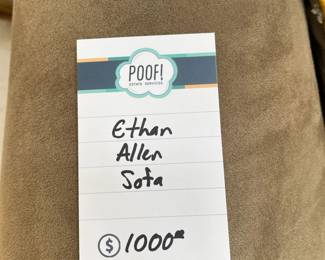 POOF!
ESTATE SERVICES
Ethan
Allen
Sofa
$ 1000.00